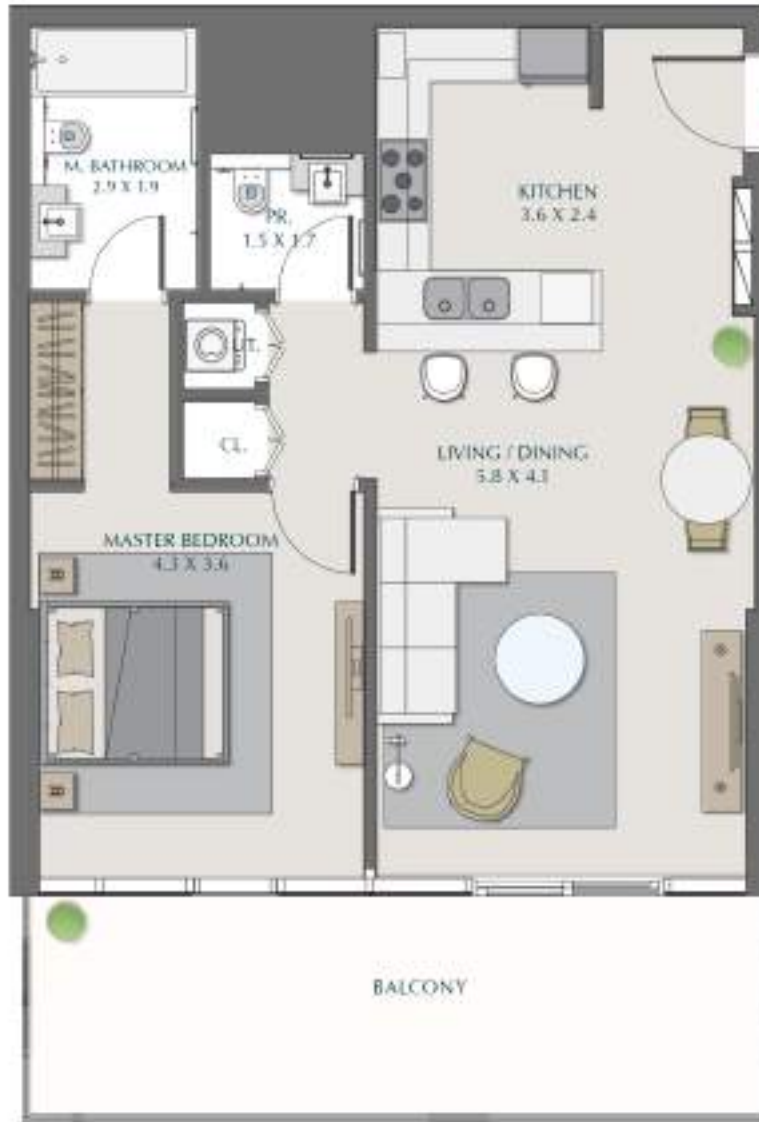 M. BATHROOM
2.9 X 1.9
PR.
1.5 X 1.7
KITCHEN
3.6 X 2.4
UT.
CL.
LIVING / DINING
5.8 X 4.1
MASTER BEDROOM
4.3 X 3.6
BALCONY